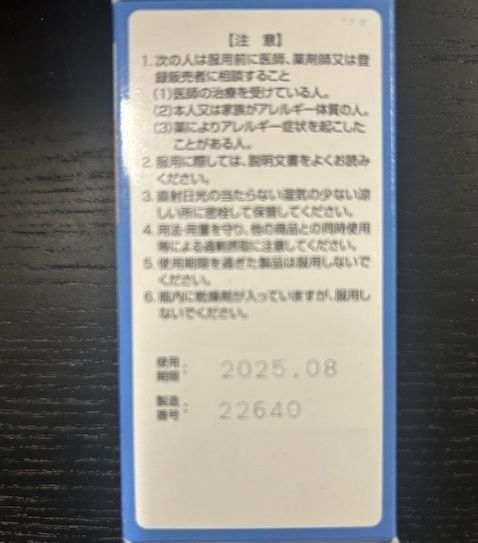 【注 意】
1. 次の人は服用前に医師、薬剤師又は登
録販売者に相談すること
(1)医師の治療を受けている人。
(2)本人又は家族がアレルギー体質の人。
(3)薬によりアレルギー症状を起こした
ことがある人。
2. 服用に際しては、説明文書をよくお読み
ください。
3. 直射日光の当たらない湿気の少ない涼
しい所に密栓して保管してください。
4. 用法・用量を守り、他の商品との同時使用
等による過剰摂取に注意してください。
5. 使用期限を過ぎた製品は服用しないで
ください。
6. 瓶内に乾燥剤が入っていますが、服用し
ないでください。
使用
期限: 2025.08
製造
番号: 22640